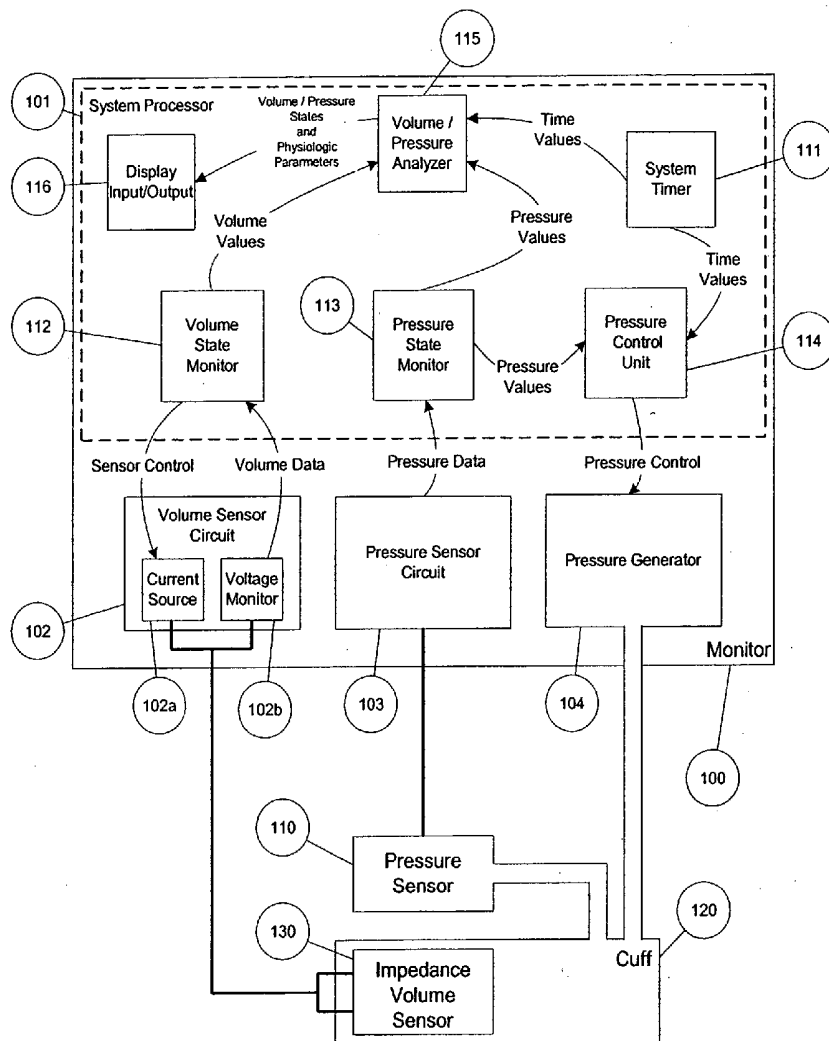 115
101
System Processor
Volume / Pressure
States
and
Physiologic
Parameters
Volume /
Pressure
Analyzer
Time
Values
System
Timer
111
116
Display
Input/Output
Volume
Values
Pressure
Values
Time
Values
112
Volume
State
Monitor
113
Pressure
State
Monitor
Pressure
Values
Pressure
Control
Unit
114
Sensor Control
Volume Data
Pressure Data
Pressure Control
Volume Sensor
Circuit
Current
Source
Voltage
Monitor
Pressure Sensor
Circuit
Pressure Generator
102
Monitor
102a
102b
103
104
100
110
Pressure
Sensor
130
120
Cuff
Impedance
Volume
Sensor